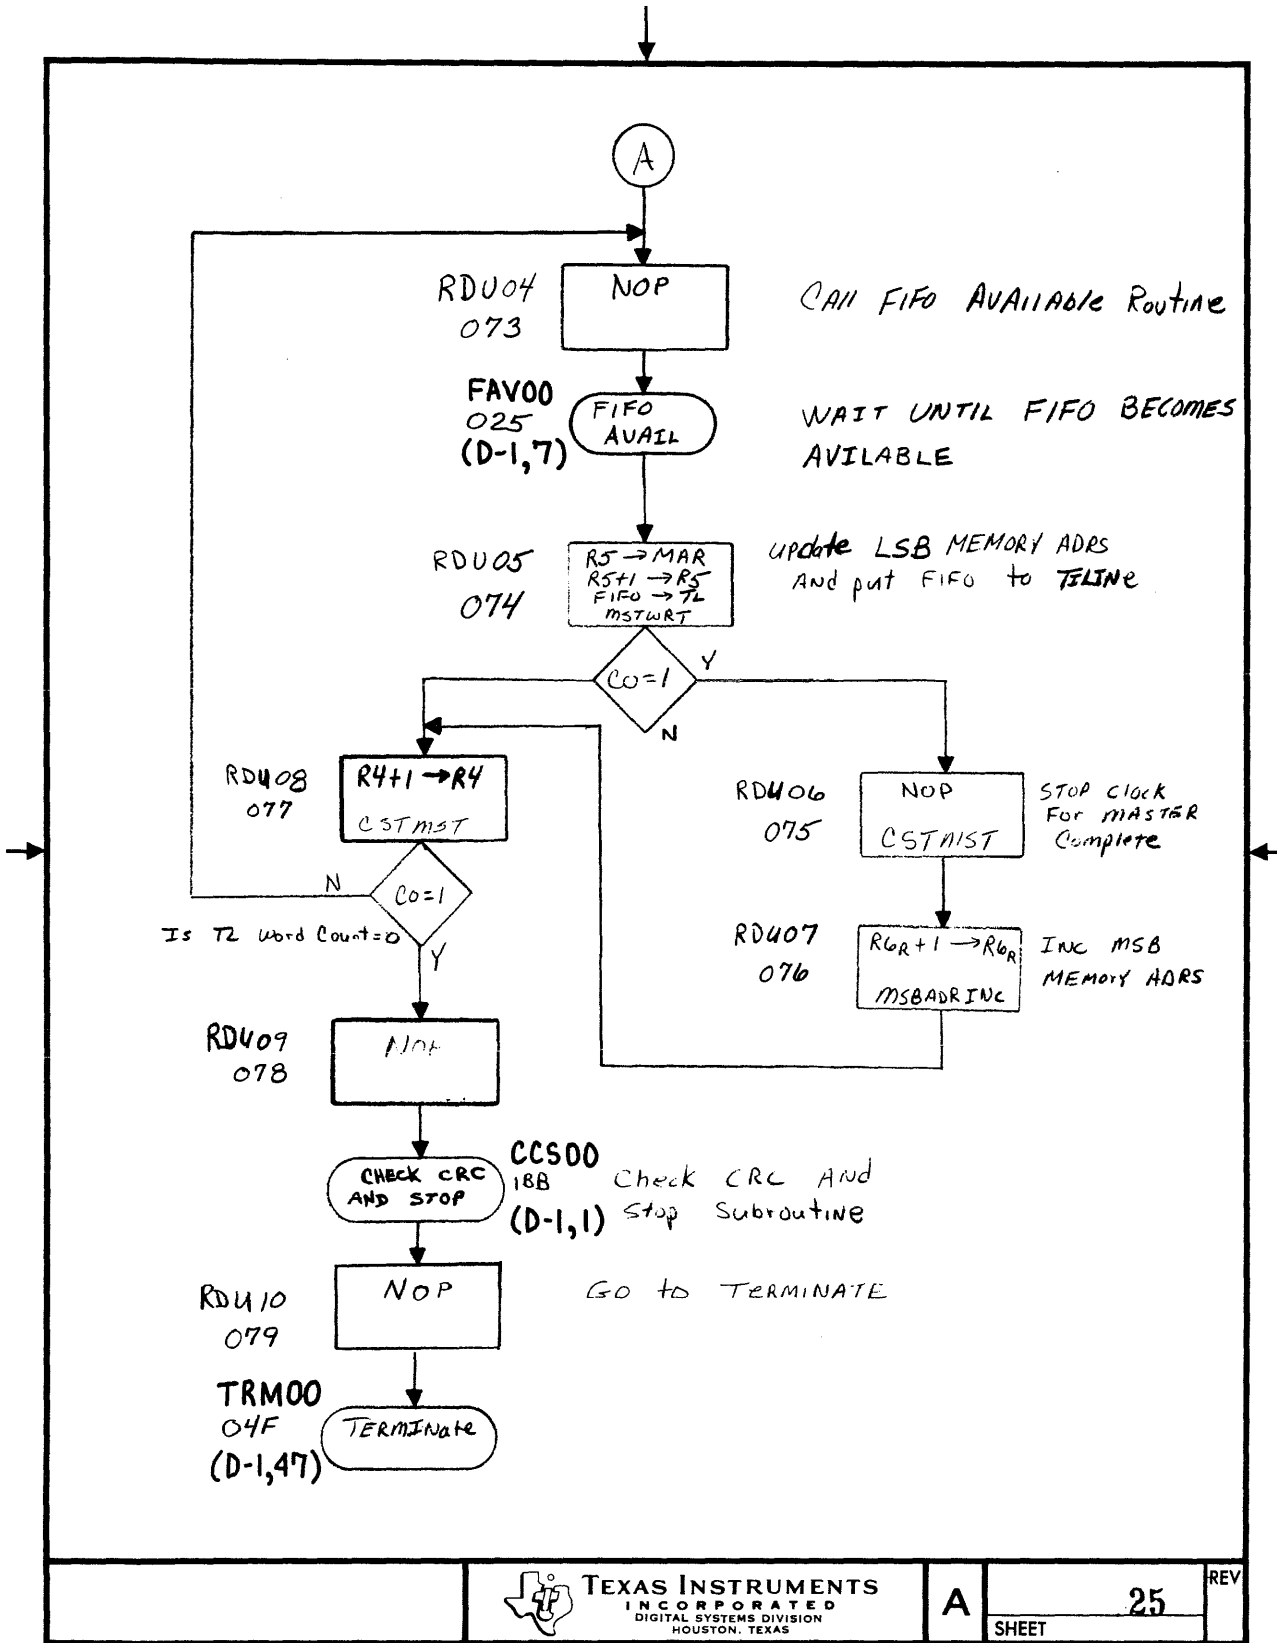 A
RDU04
073
NOP
CAll FIFO AVAilAble Routine
FAV00
025
(D-1,7)
FIFO
AVAIL
WAIT UNTIL FIFO BECOMES
AVILABLE
RDU05
074
R5 → MAR
R5+1 → R5
FIFO → TL
MSTWRT
update LSB MEMORY ADRS
And put FIFO to TILINe
Co=1
Y
N
RDU08
077
R4+1 → R4
CSTMST
RDU06
075
NOP
CSTMST
STOP Clock
For MASTER
Complete
N
Co=1
Is TL Word Count=0
Y
RDU07
076
R6R+1 → R6R
MSBADRINC
INC MSB
MEMORY ADRS
RDU09
078
NOP
CHECK CRC
AND STOP
CCS00
1BB
(D-1,1)
Check CRC And
Stop Subroutine
RDU10
079
NOP
GO to TERMINATE
TRM00
04F
(D-1,47)
TERMINate
TEXAS INSTRUMENTS
INCORPORATED
DIGITAL SYSTEMS DIVISION
HOUSTON, TEXAS
A
SHEET 25
REV